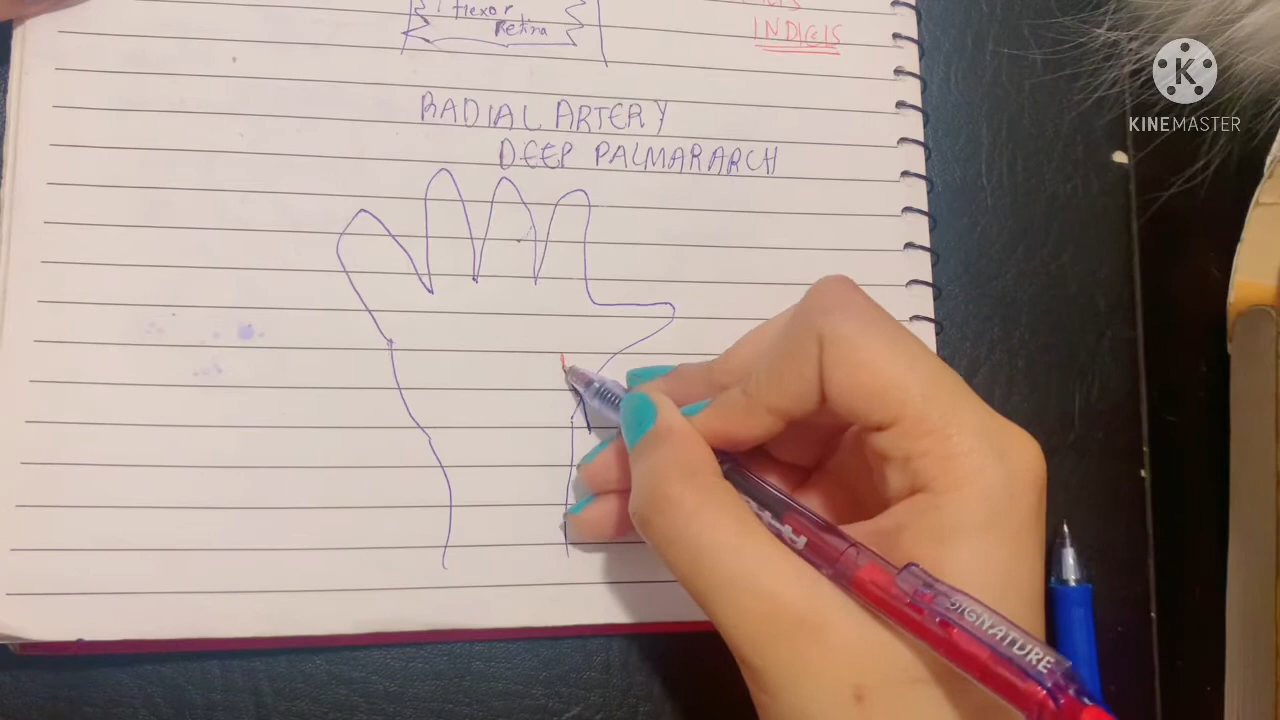 flexor
Retina
INDICIS
RADIAL ARTERY
DEEP PALMAR ARCH
KINEMASTER
SIGNATURE